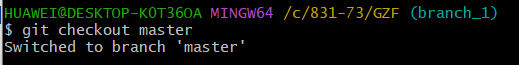 HUAWEI@DESKTOP-K0T36OA MINGW64 /c/831-73/GZF (branch_1)
$ git checkout master
Switched to branch 'master'